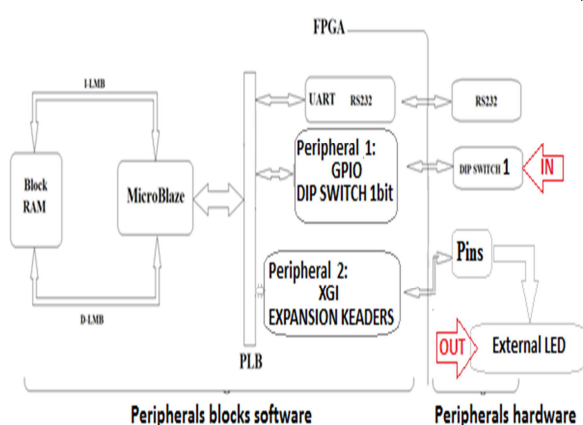 FPGA
I-LMB
UART RS232
RS232
Peripheral 1:
GPIO
DIP SWITCH 1bit
DIP SWITCH 1
IN
Block
RAM
MicroBlaze
Peripheral 2:
XGI
EXPANSION KEADERS
Pins
D-LMB
PLB
OUT
External LED
Peripherals blocks software
Peripherals hardware